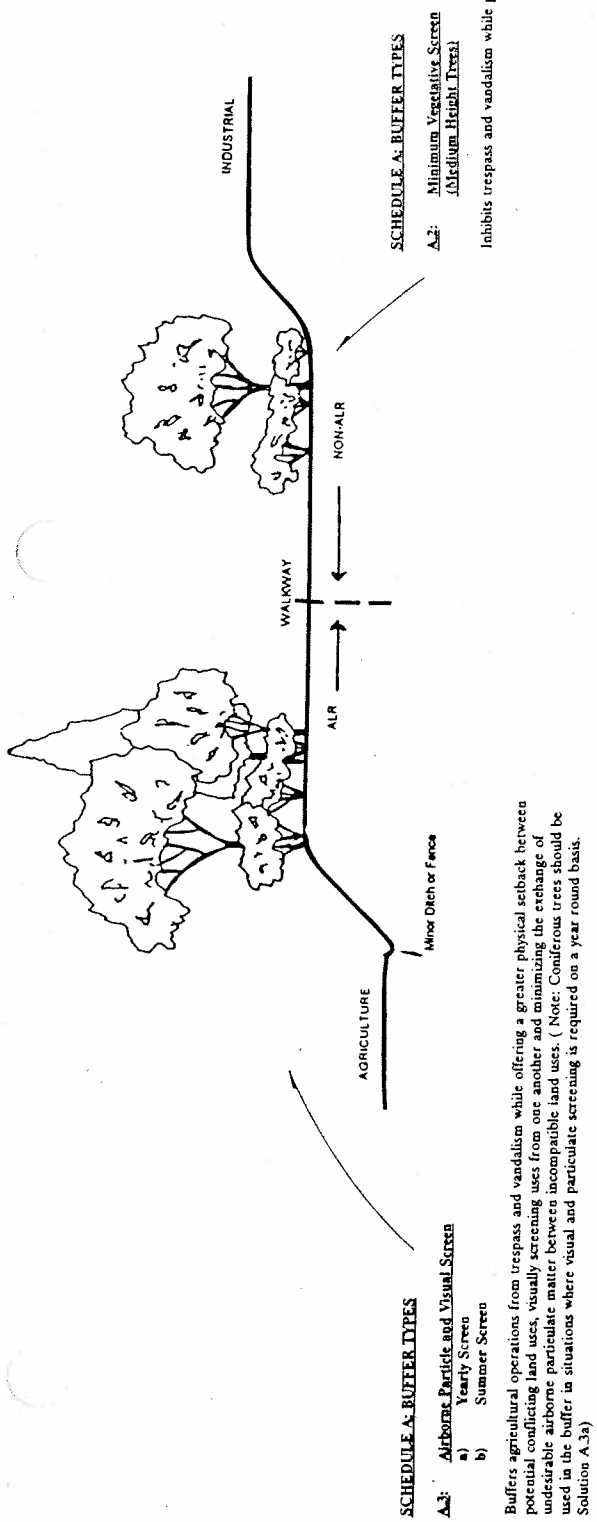 SCHEDULE A: BUFFER TYPES
A.3: Airborne Particle and Visual Screen
a) Yearly Screen
b) Summer Screen
Buffers agricultural operations from trespass and vandalism while offering a greater physical setback between
potential conflicting land uses, visually screening uses from one another and minimizing the exchange of
undesirable airborne particulate matter between incompatible land uses. ( Note: Coniferous trees should be
used in the buffer in situations where visual and particulate screening is required on a year round basis.
Solution A.3a)
AGRICULTURE
Minor Ditch or Fence
ALR
WALKWAY
NON-ALR
INDUSTRIAL
SCHEDULE A: BUFFER TYPES
A.2: Minimum Vegetative Screen
(Medium Height Trees)
Inhibits trespass and vandalism while